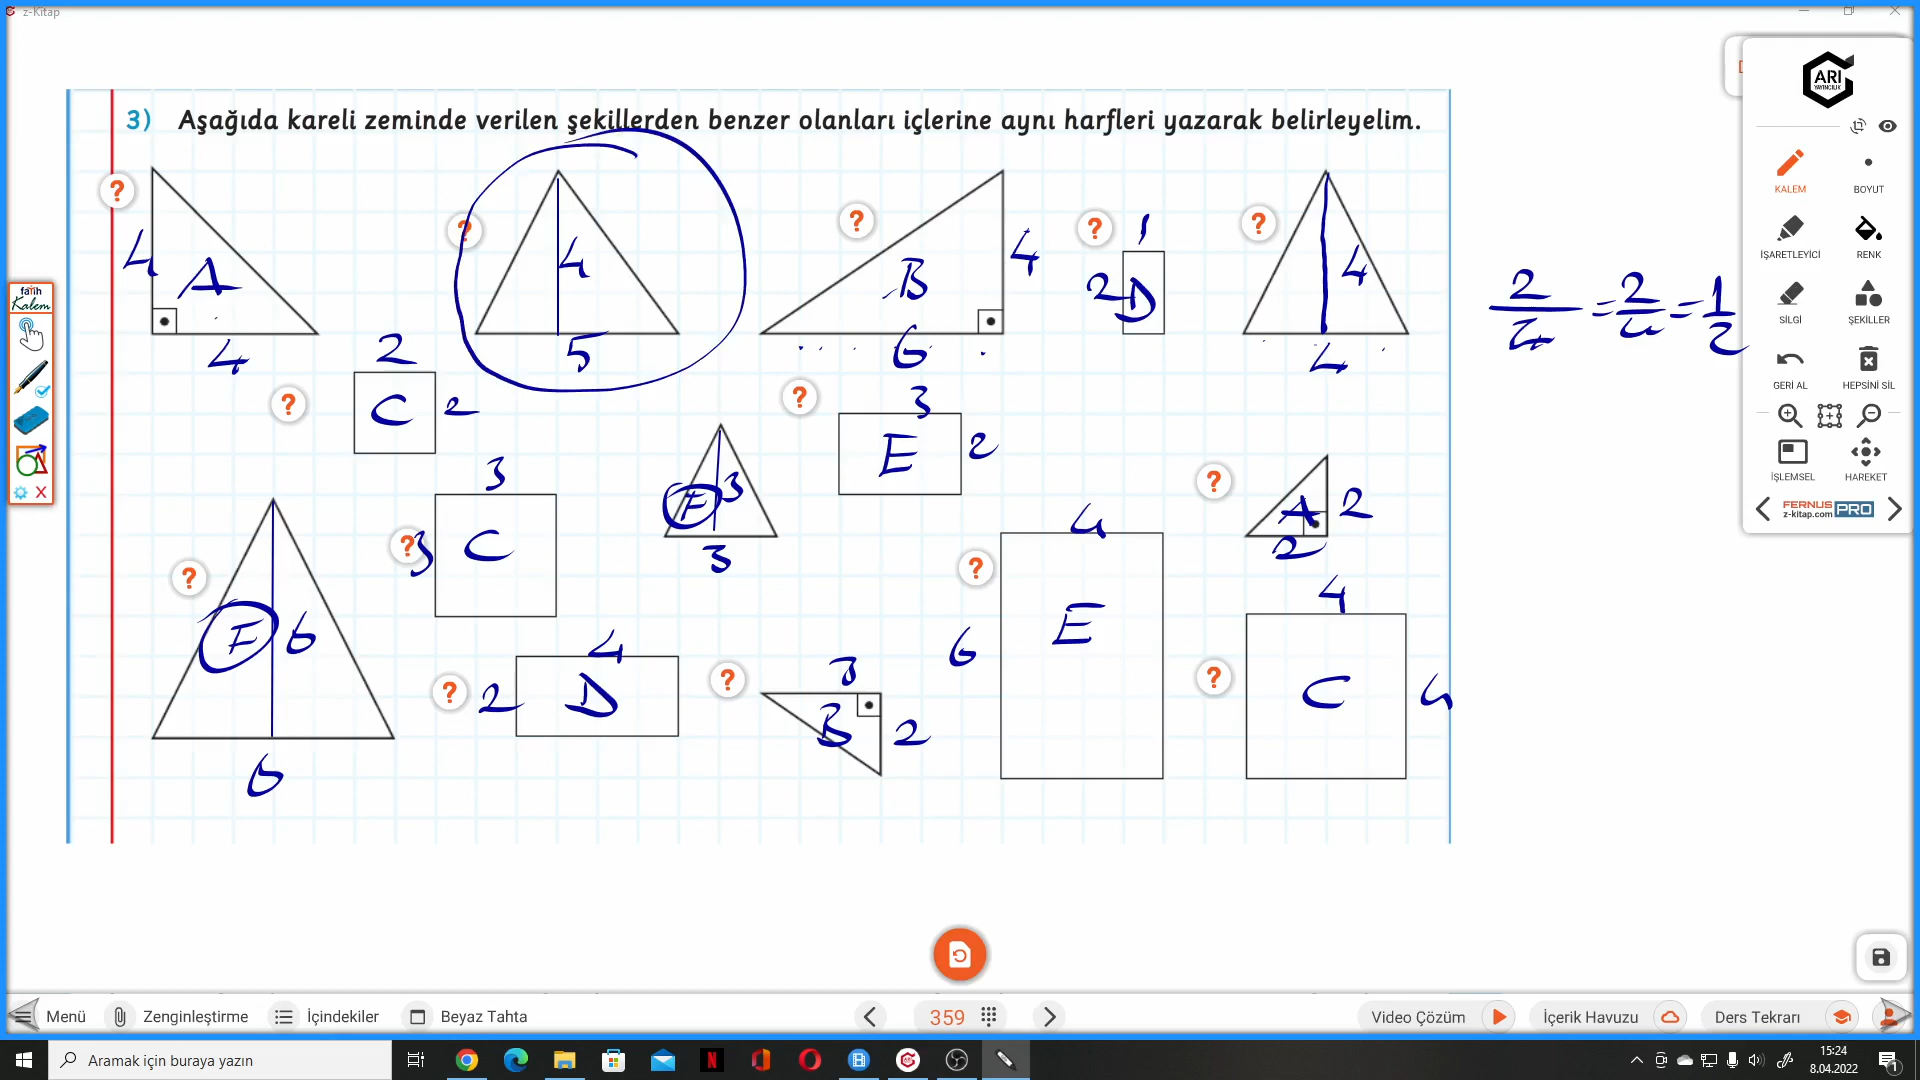 z-Kitap
3) Aşağıda kareli zeminde verilen şekillerden benzer olanları içlerine aynı harfleri yazarak belirleyelim.
?
4
A
4
?
4
5
?
B
4
6
?
1
2
D
?
4
4
2/4 = 2/4 = 1/2
?
2
C
2
?
3
E
2
?
3
3
C
F
3
3
?
A
2
2
?
F
6
6
?
4
2
D
?
3
B
2
?
4
6
E
?
4
C
4
fatih
Kalem
X
ARI
YAYINCILIK
KALEM
BOYUT
İŞARETLEYİCİ
RENK
SİLGİ
ŞEKİLLER
GERİ AL
HEPSİNİ SİL
İŞLEMSEL
HAREKET
FERNUS
z-kitap.com
PRO
Menü
Zenginleştirme
İçindekiler
Beyaz Tahta
359
Video Çözüm
İçerik Havuzu
Ders Tekrarı
Aramak için buraya yazın
15:24
8.04.2022
1